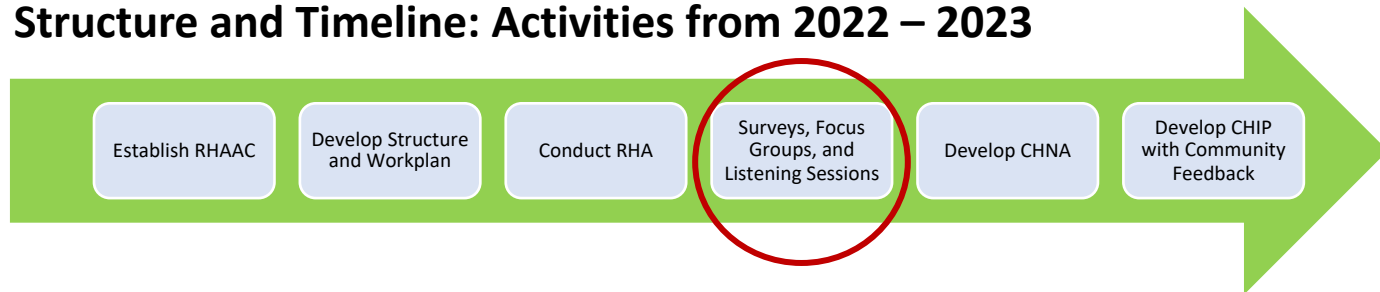 Structure and Timeline: Activities from 2022 – 2023
Establish RHAAC
Develop Structure
and Workplan
Conduct RHA
Surveys, Focus
Groups, and
Listening Sessions
Develop CHNA
Develop CHIP
with Community
Feedback